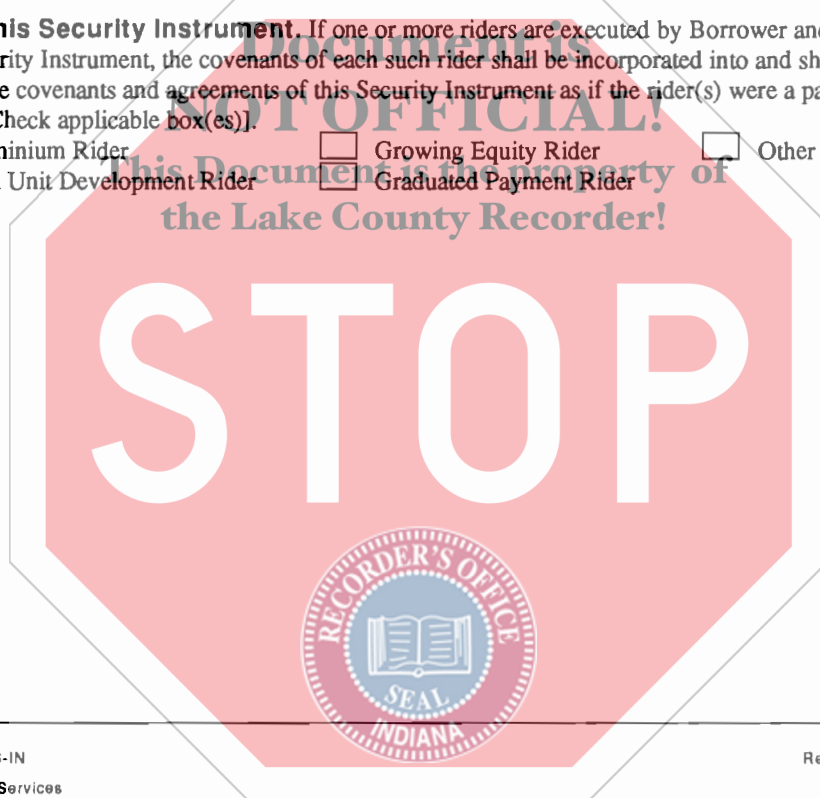 his Security Instrument. If one or more riders are executed by Borrower and
rity Instrument, the covenants of each such rider shall be incorporated into and sh
e covenants and agreements of this Security Instrument as if the rider(s) were a pa
Check applicable box(es)].
minium Rider Growing Equity Rider Other
Unit Development Rider Graduated Payment Rider
Document is
NOT OFFICIAL!
This Document is the property of
the Lake County Recorder!
STOP
RECORDER'S OFFICE
SEAL
INDIANA
-IN Re
Services